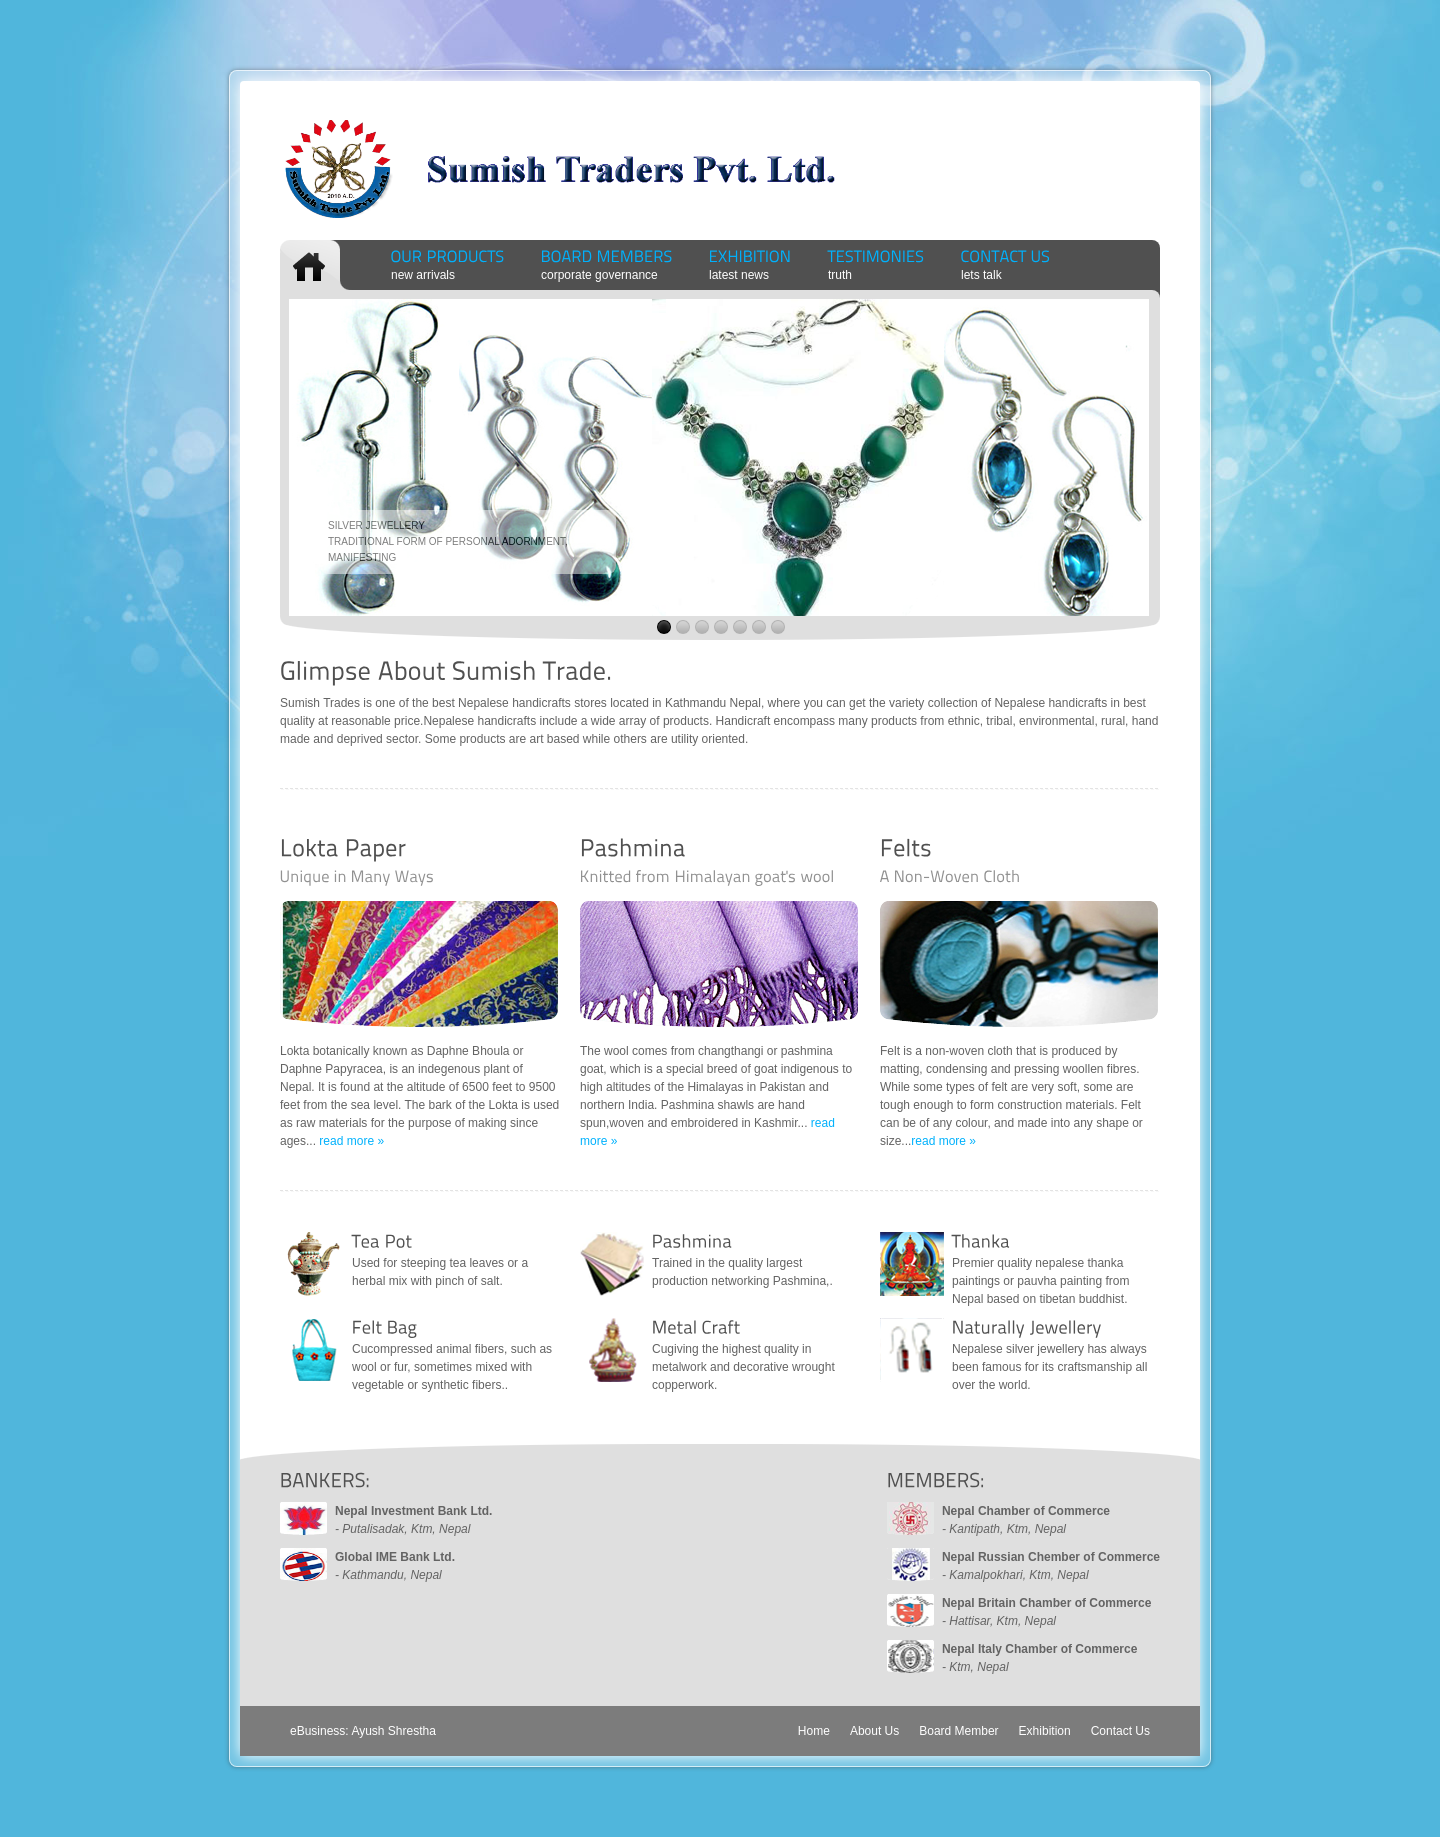 Sumish Trade Pvt. Ltd.
2010 A.D.
Sumish Traders Pvt. Ltd.
OUR PRODUCTS
new arrivals
BOARD MEMBERS
corporate governance
EXHIBITION
latest news
TESTIMONIES
truth
CONTACT US
lets talk
SILVER JEWELLERY
TRADITIONAL FORM OF PERSONAL ADORNMENT,
MANIFESTING
Glimpse About Sumish Trade.
Sumish Trades is one of the best Nepalese handicrafts stores located in Kathmandu Nepal, where you can get the variety collection of Nepalese handicrafts in best
quality at reasonable price.Nepalese handicrafts include a wide array of products. Handicraft encompass many products from ethnic, tribal, environmental, rural, hand
made and deprived sector. Some products are art based while others are utility oriented.
Lokta Paper
Unique in Many Ways
Lokta botanically known as Daphne Bhoula or
Daphne Papyracea, is an indegenous plant of
Nepal. It is found at the altitude of 6500 feet to 9500
feet from the sea level. The bark of the Lokta is used
as raw materials for the purpose of making since
ages... read more »
Pashmina
Knitted from Himalayan goat's wool
The wool comes from changthangi or pashmina
goat, which is a special breed of goat indigenous to
high altitudes of the Himalayas in Pakistan and
northern India. Pashmina shawls are hand
spun,woven and embroidered in Kashmir... read
more »
Felts
A Non-Woven Cloth
Felt is a non-woven cloth that is produced by
matting, condensing and pressing woollen fibres.
While some types of felt are very soft, some are
tough enough to form construction materials. Felt
can be of any colour, and made into any shape or
size...read more »
Tea Pot
Used for steeping tea leaves or a
herbal mix with pinch of salt.
Pashmina
Trained in the quality largest
production networking Pashmina,.
Thanka
Premier quality nepalese thanka
paintings or pauvha painting from
Nepal based on tibetan buddhist.
Felt Bag
Cucompressed animal fibers, such as
wool or fur, sometimes mixed with
vegetable or synthetic fibers..
Metal Craft
Cugiving the highest quality in
metalwork and decorative wrought
copperwork.
Naturally Jewellery
Nepalese silver jewellery has always
been famous for its craftsmanship all
over the world.
BANKERS:
Nepal Investment Bank Ltd.
- Putalisadak, Ktm, Nepal
Global IME Bank Ltd.
- Kathmandu, Nepal
MEMBERS:
Nepal Chamber of Commerce
- Kantipath, Ktm, Nepal
RNCCI
Nepal Russian Chember of Commerce
- Kamalpokhari, Ktm, Nepal
Nepal Britain Chamber of Commerce
- Hattisar, Ktm, Nepal
Nepal Italy Chamber of Commerce
- Ktm, Nepal
eBusiness: Ayush Shrestha
Home
About Us
Board Member
Exhibition
Contact Us